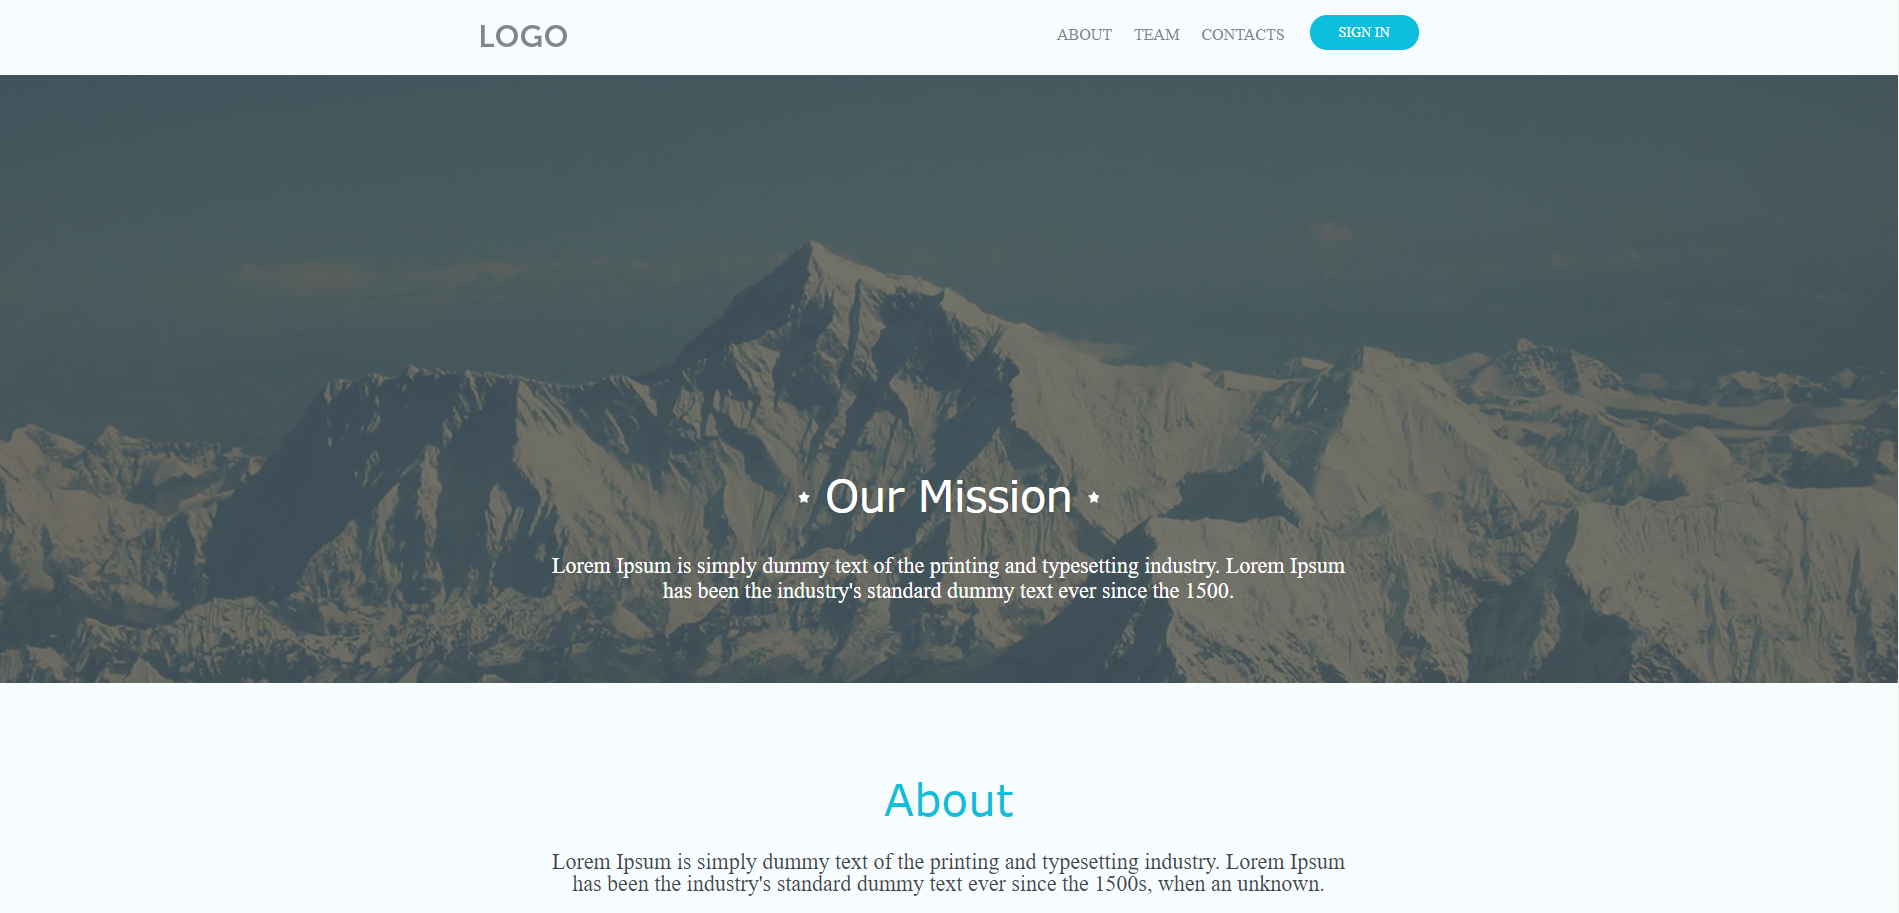 LOGO
ABOUT TEAM CONTACTS SIGN IN
Our Mission
Lorem Ipsum is simply dummy text of the printing and typesetting industry. Lorem Ipsum
has been the industry's standard dummy text ever since the 1500.
About
Lorem Ipsum is simply dummy text of the printing and typesetting industry. Lorem Ipsum
has been the industry's standard dummy text ever since the 1500s, when an unknown.